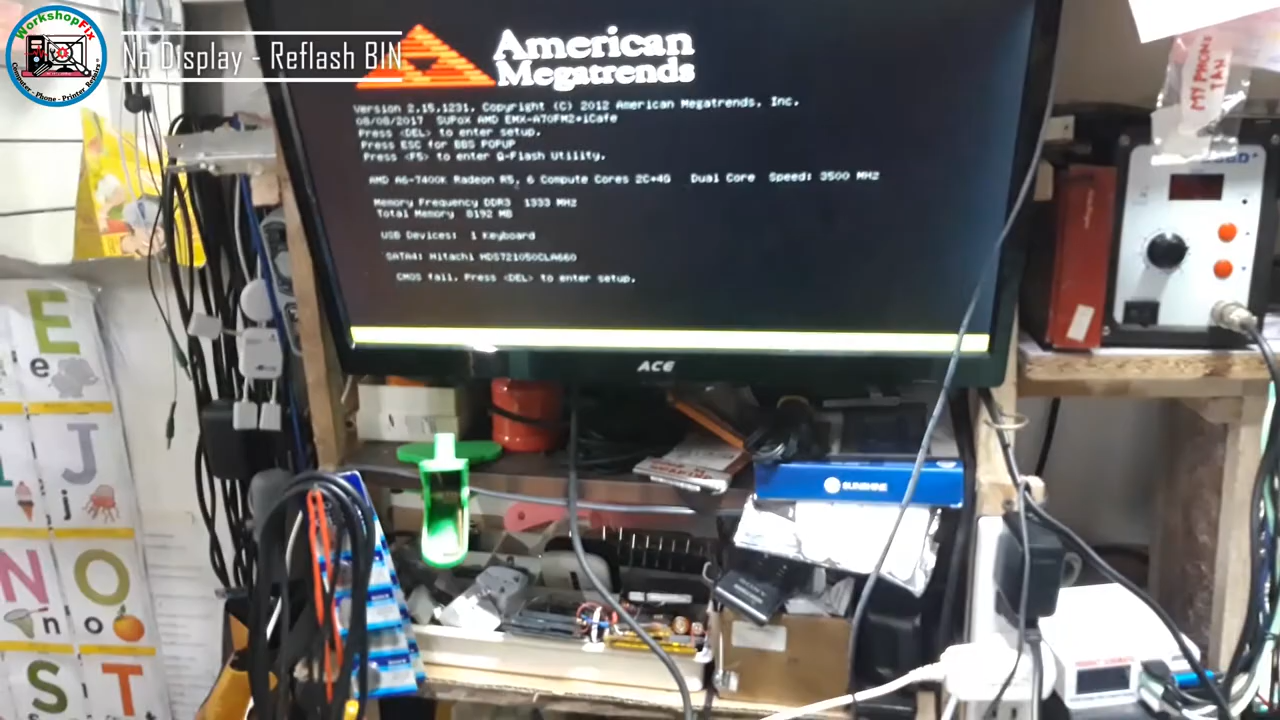 WorkshopFix
Computer - Phone - Printer Repairs
No Display - Reflash BIN
American
Megatrends
Version 2.15.1231. Copyright (C) 2012 American Megatrends, Inc.
08/08/2017 SUPoX AMD EMX-A70FM2+iCafe
Press <DEL> to enter setup.
Press ESC for BBS POPUP
Press <F5> to enter Q-Flash Utility.
AMD A6-7400K Radeon R5, 6 Compute Cores 2C+4G Dual Core Speed: 3500 MHz
Memory Frequency DDR3 1333 MHz
Total Memory 8192 MB
USB Devices: 1 Keyboard
SATA4: Hitachi HDS721050CLA660
CMOS fail. Press <DEL> to enter setup.
ACE
MY PHONE
TAN
SUNSHINE
E
e
J
j
N
n
O
o
S
T